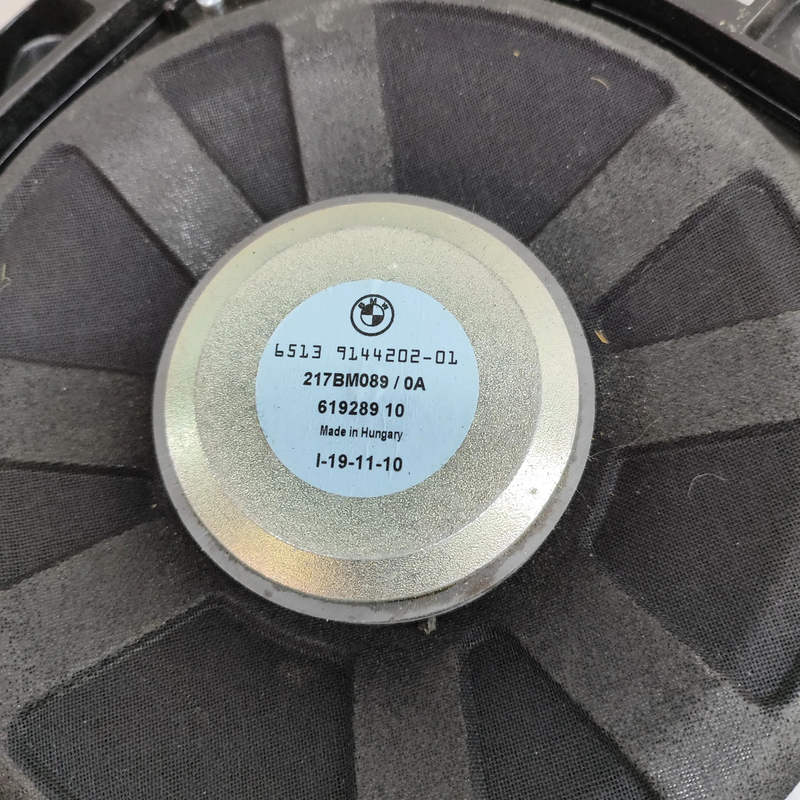 BMW
6513 9144202-01
217BM089 / 0A
619289 10
Made in Hungary
I-19-11-10